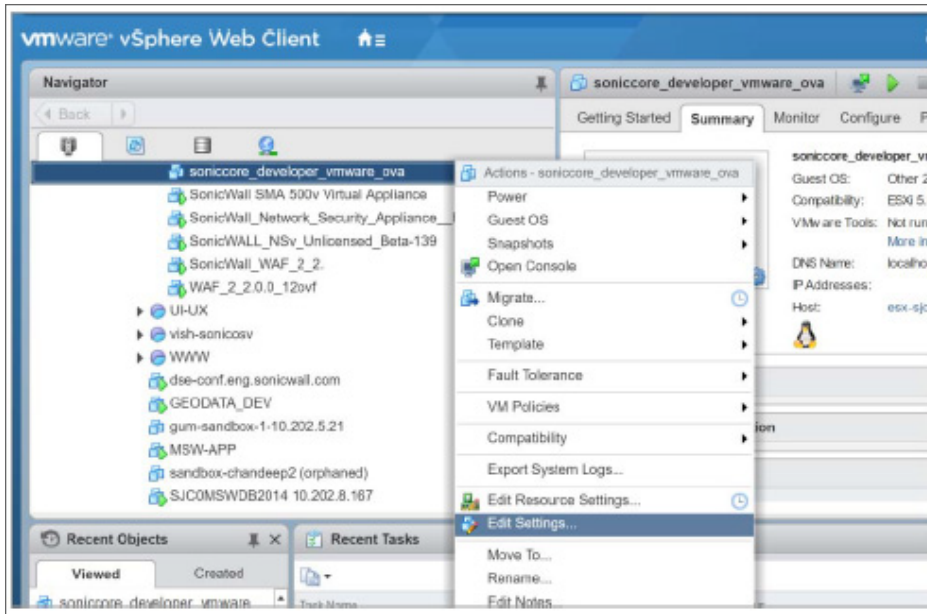 vmware vSphere Web Client
Navigator
Back
soniccore_developer_vmware_ova
SonicWall SMA 500v Virtual Appliance
SonicWall_Network_Security_Appliance_
SonicWALL_NSv_Unlicensed_Beta-139
SonicWall_WAF_2_2.
WAF_2_2.0.0_12ovf
UI-UX
vish-sonicosv
WWW
dse-conf.eng.sonicwall.com
GEODATA_DEV
gum-sandbox-1-10.202.5.21
MSW-APP
sandbox-chandeep2 (orphaned)
SJC0MSWDB2014 10.202.8.167
Recent Objects
Viewed
Created
soniccore_developer_vmware
Recent Tasks
Task Name
Actions - soniccore_developer_vmware_ova
Power
Guest OS
Snapshots
Open Console
Migrate...
Clone
Template
Fault Tolerance
VM Policies
Compatibility
Export System Logs...
Edit Resource Settings...
Edit Settings...
Move To...
Rename...
Edit Notes...
soniccore_developer_vmware_ova
Getting Started Summary Monitor Configure
soniccore_developer_v
Guest OS: Other 2
Compatibility: ESXi 5.
VMware Tools: Not run
More in
DNS Name: localho
IP Addresses:
Host: esx-sjc
ion